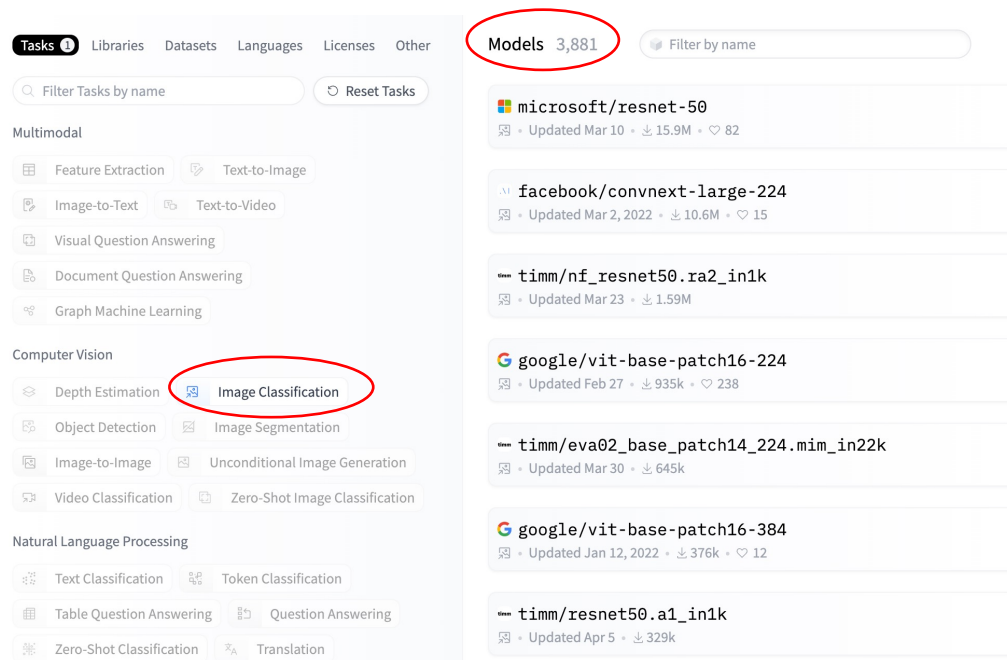 Tasks 1 Libraries Datasets Languages Licenses Other
Filter Tasks by name
Reset Tasks
Multimodal
Feature Extraction Text-to-Image
Image-to-Text Text-to-Video
Visual Question Answering
Document Question Answering
Graph Machine Learning
Computer Vision
Depth Estimation Image Classification
Object Detection Image Segmentation
Image-to-Image Unconditional Image Generation
Video Classification Zero-Shot Image Classification
Natural Language Processing
Text Classification Token Classification
Table Question Answering Question Answering
Zero-Shot Classification Translation
Models 3,881 Filter by name
microsoft/resnet-50
• Updated Mar 10 • 15.9M • 82
facebook/convnext-large-224
• Updated Mar 2, 2022 • 10.6M • 15
timm timm/nf_resnet50.ra2_in1k
• Updated Mar 23 • 1.59M
google/vit-base-patch16-224
• Updated Feb 27 • 935k • 238
timm timm/eva02_base_patch14_224.mim_in22k
• Updated Mar 30 • 645k
google/vit-base-patch16-384
• Updated Jan 12, 2022 • 376k • 12
timm timm/resnet50.a1_in1k
• Updated Apr 5 • 329k